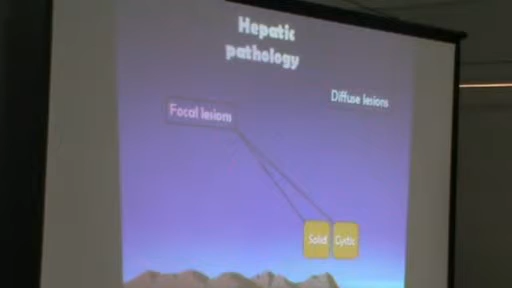 Hepatic
pathology
Diffuse lesions
Focal lesions
Solid
Cystic